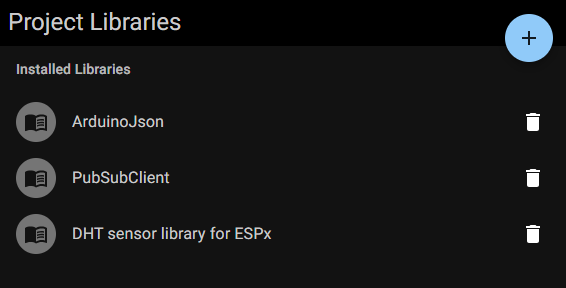 Project Libraries
Installed Libraries
ArduinoJson
PubSubClient
DHT sensor library for ESPx